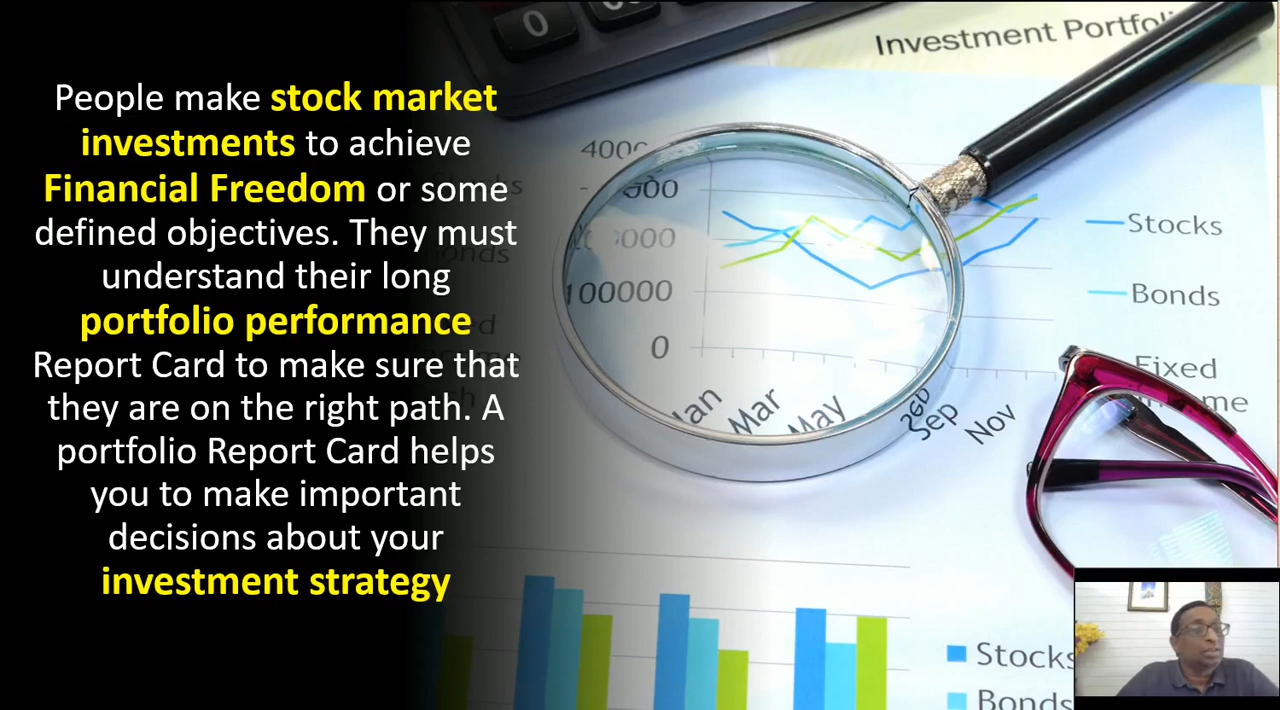 People make stock market
investments to achieve
Financial Freedom or some
defined objectives. They must
understand their long
portfolio performance
Report Card to make sure that
they are on the right path. A
portfolio Report Card helps
you to make important
decisions about your
investment strategy
0
Investment
4000
100000
0
Jan
Mar
May
Sep
Nov
Stocks
Bonds
Fixed
Stocks
Bonds